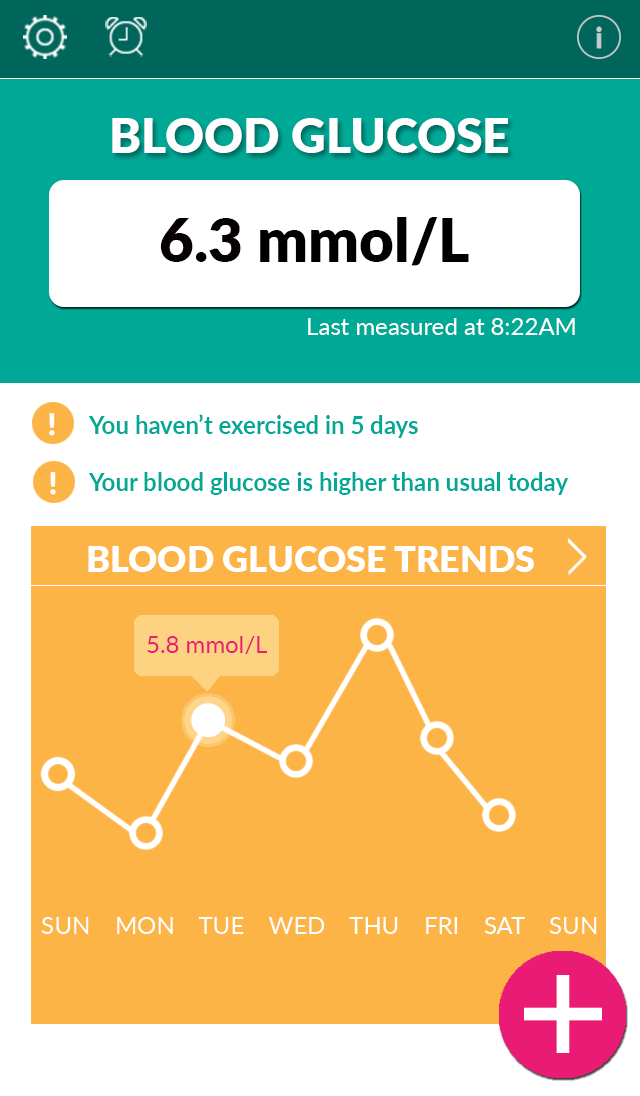 BLOOD GLUCOSE
6.3 mmol/L
Last measured at 8:22AM
! You haven’t exercised in 5 days
! Your blood glucose is higher than usual today
BLOOD GLUCOSE TRENDS
5.8 mmol/L
SUN MON TUE WED THU FRI SAT SUN